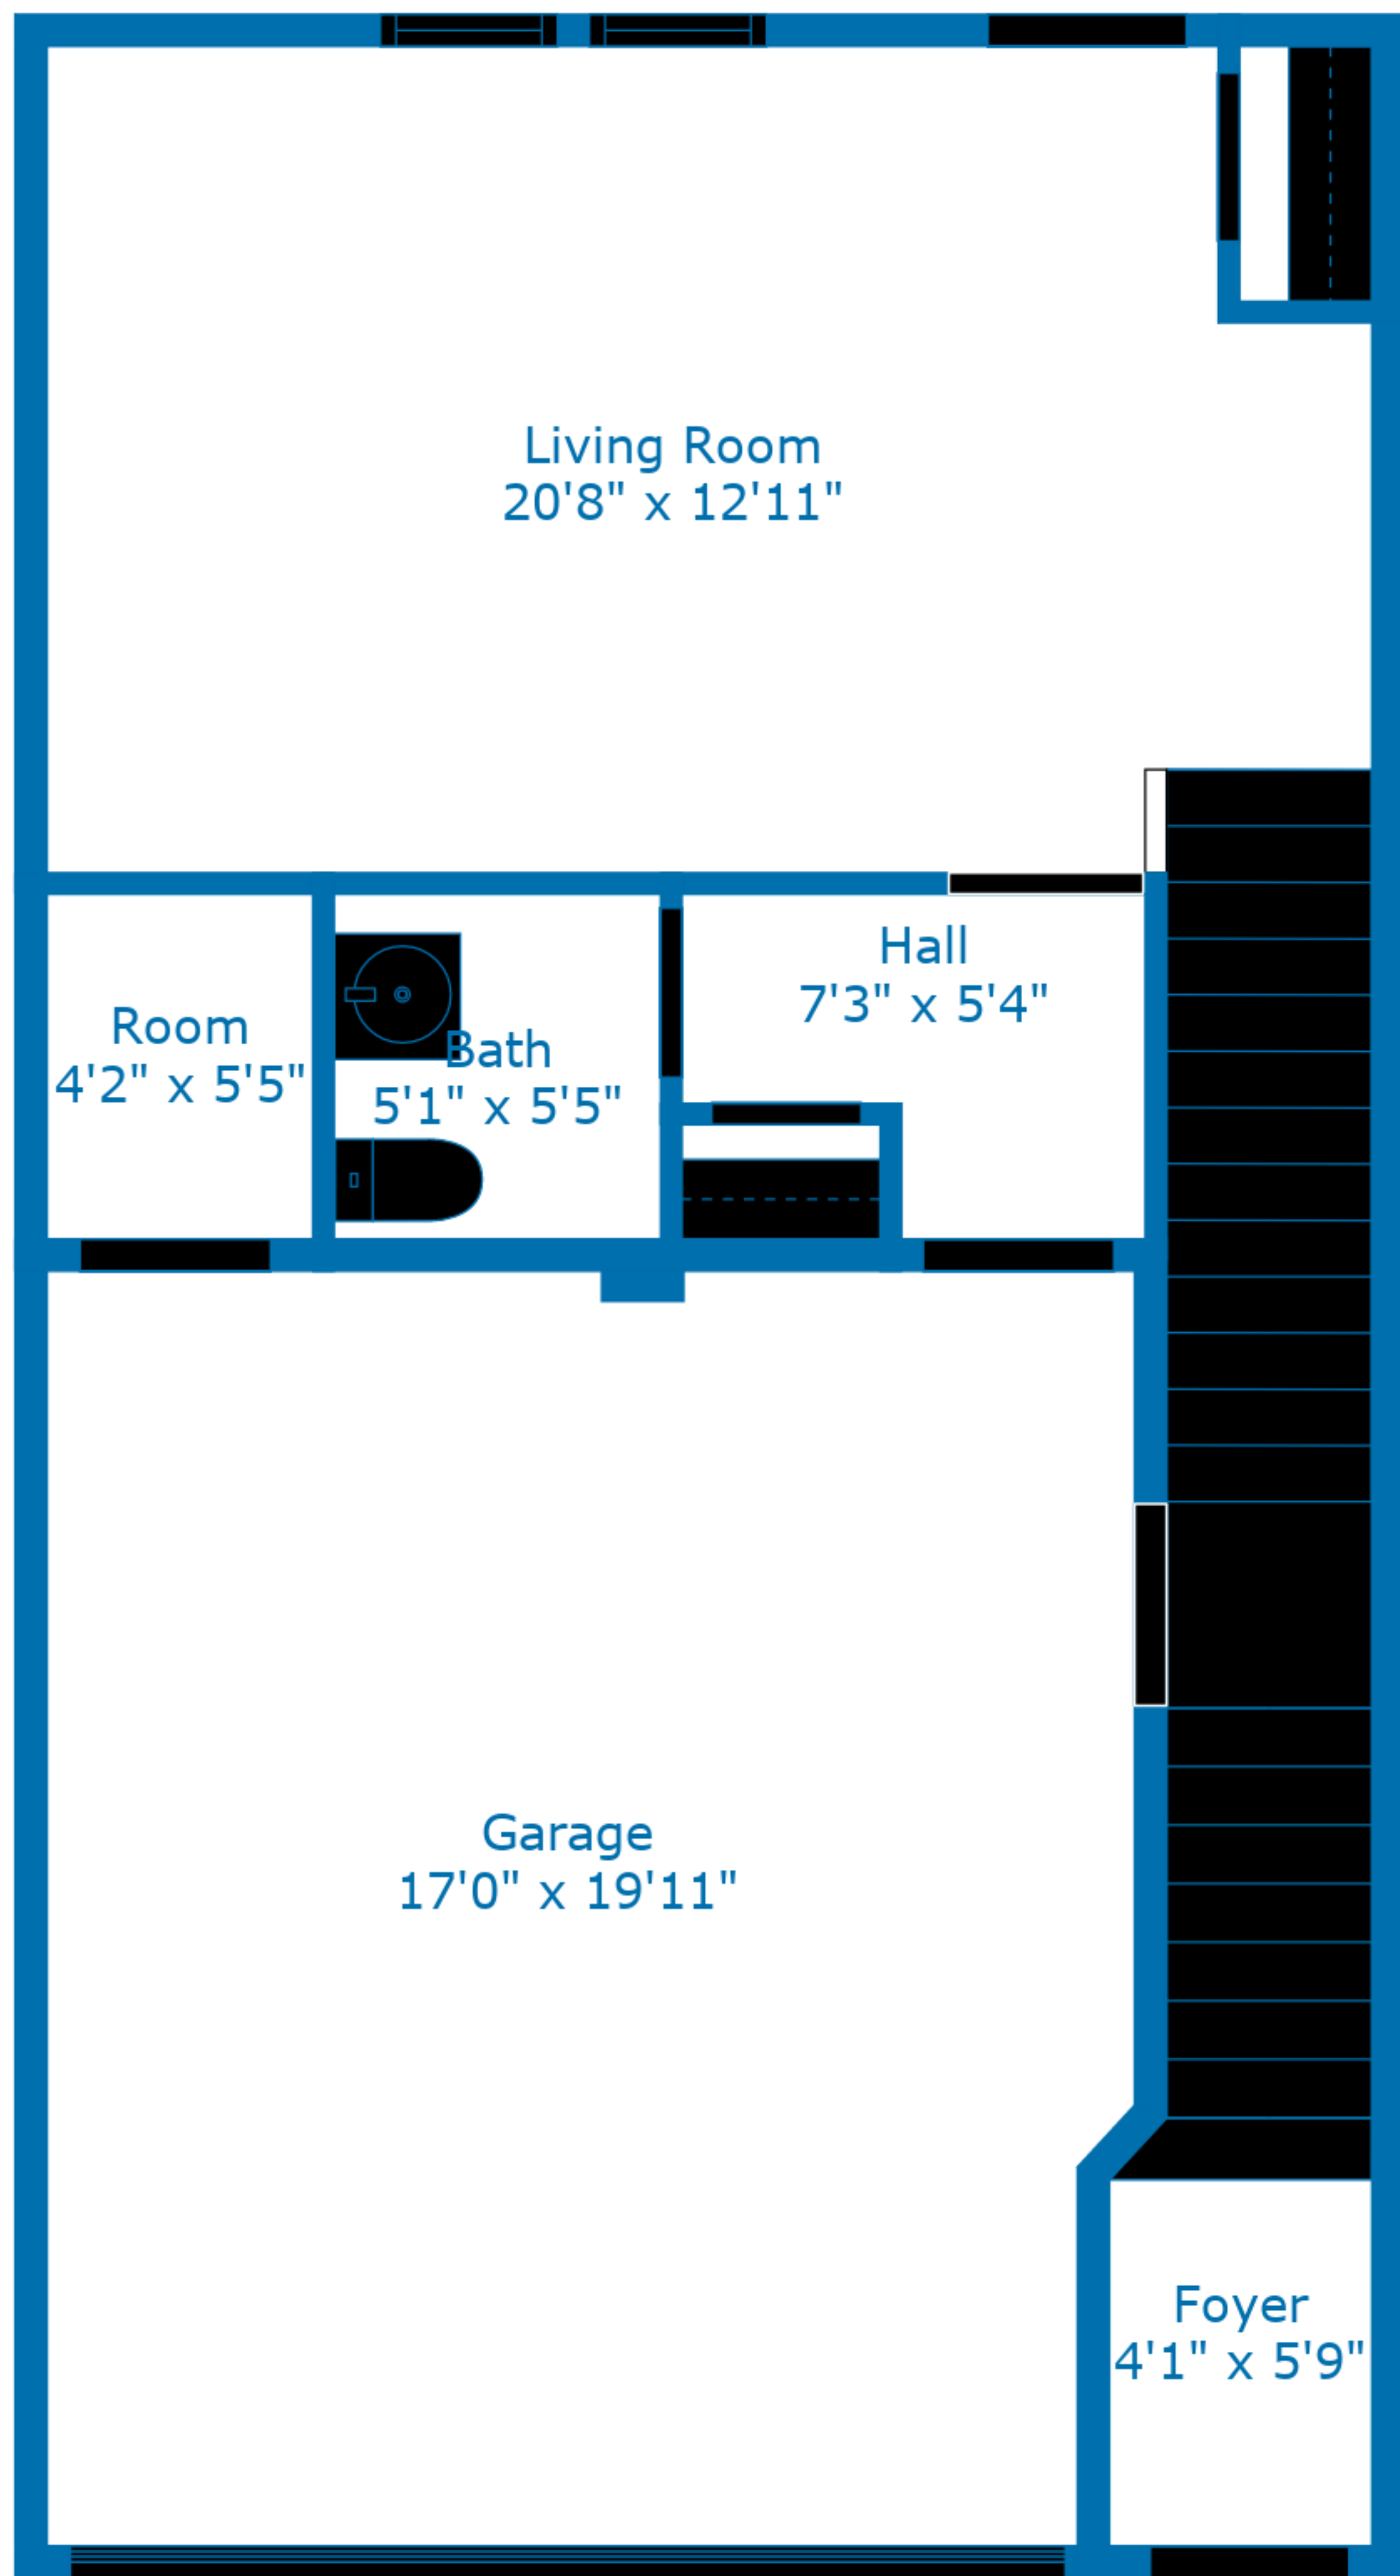 Living Room
20'8" x 12'11"
Hall
7'3" x 5'4"
Room
4'2" x 5'5"
Bath
5'1" x 5'5"
Garage
17'0" x 19'11"
Foyer
4'1" x 5'9"